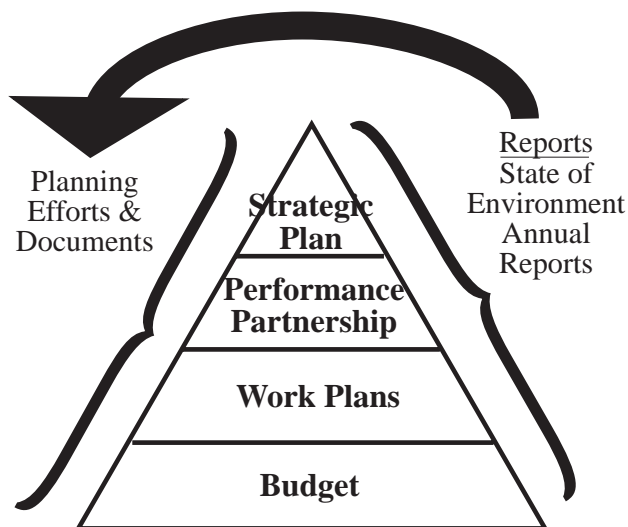 Planning
Efforts &
Documents
Reports
State of
Environment
Annual
Reports
Strategic
Plan
Performance
Partnership
Work Plans
Budget